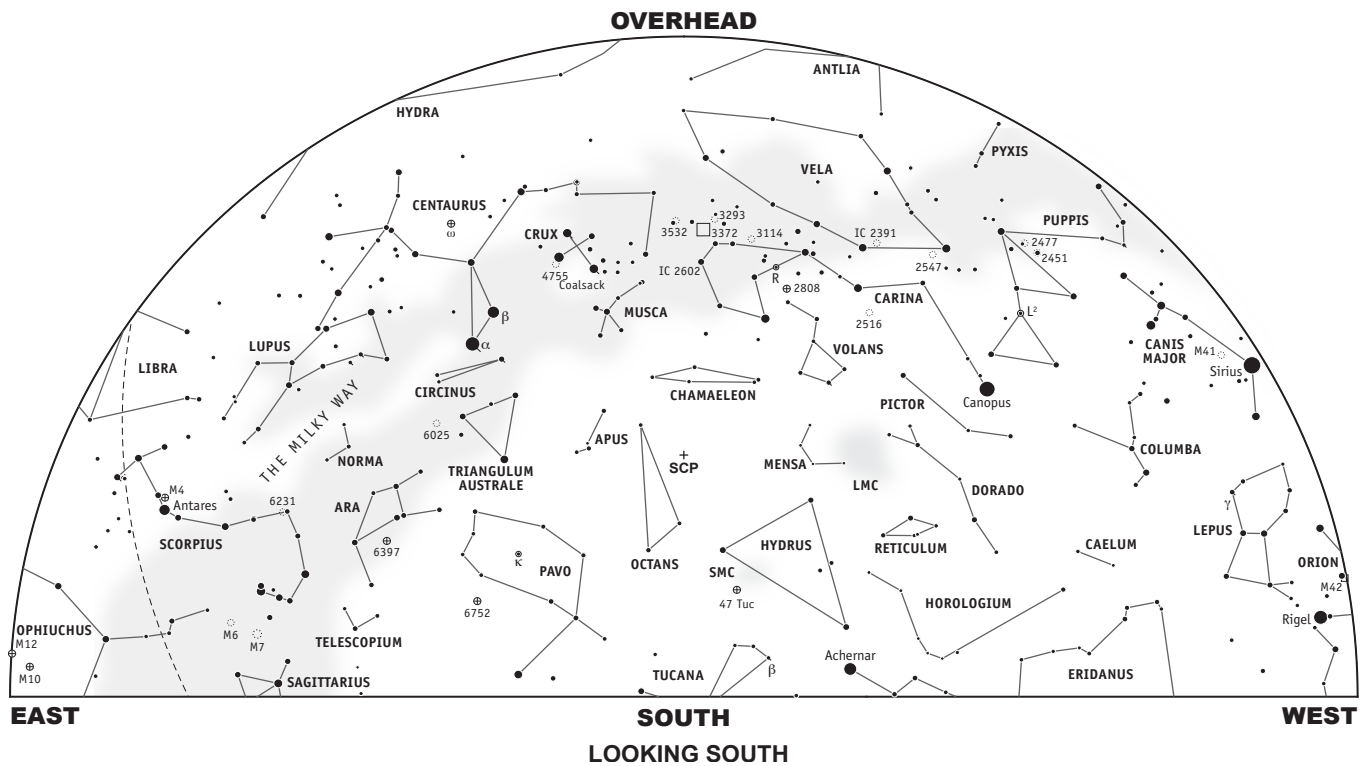 OVERHEAD
ANTLIA
HYDRA
PYXIS
VELA
CENTAURUS
ω
PUPPIS
3293
CRUX
3532
3372
3114
IC 2391
2477
2451
4755
Coalsack
IC 2602
2547
R
2808
CARINA
MUSCA
β
L²
2516
α
LUPUS
CANIS
MAJOR
M41
Sirius
VOLANS
LIBRA
CIRCINUS
CHAMAELEON
PICTOR
Canopus
THE MILKY WAY
6025
APUS
COLUMBA
NORMA
TRIANGULUM
AUSTRALE
SCP
MENSA
LMC
M4
Antares
6231
ARA
DORADO
γ
SCORPIUS
LEPUS
6397
HYDRUS
RETICULUM
CAELUM
κ
PAVO
OCTANS
SMC
ORION
M42
6752
47 Tuc
HOROLOGIUM
OPHIUCHUS
M12
M6
M7
TELESCOPIUM
Rigel
M10
SAGITTARIUS
TUCANA
β
Achernar
ERIDANUS
EAST
SOUTH
WEST
LOOKING SOUTH